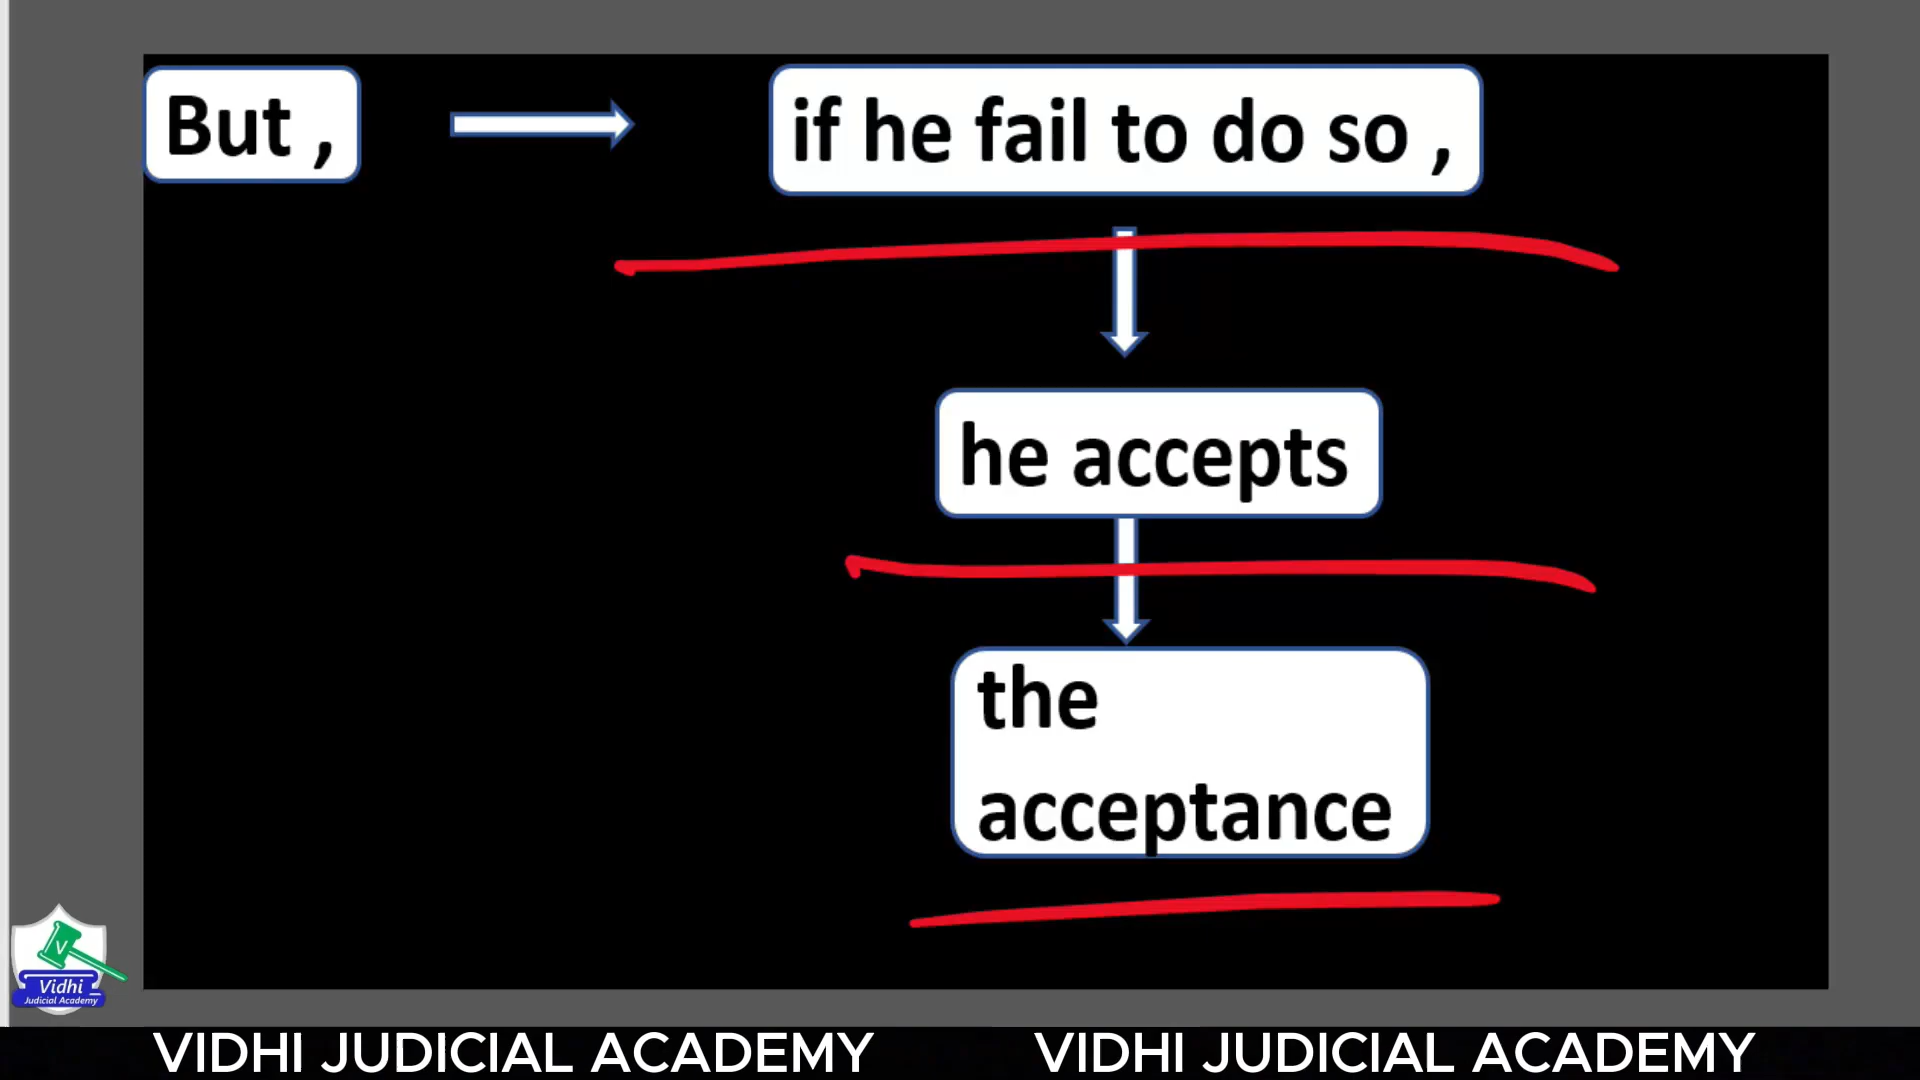 But ,
if he fail to do so ,
he accepts
the
acceptance
V
Vidhi
Judicial Academy
VIDHI JUDICIAL ACADEMY
VIDHI JUDICIAL ACADEMY